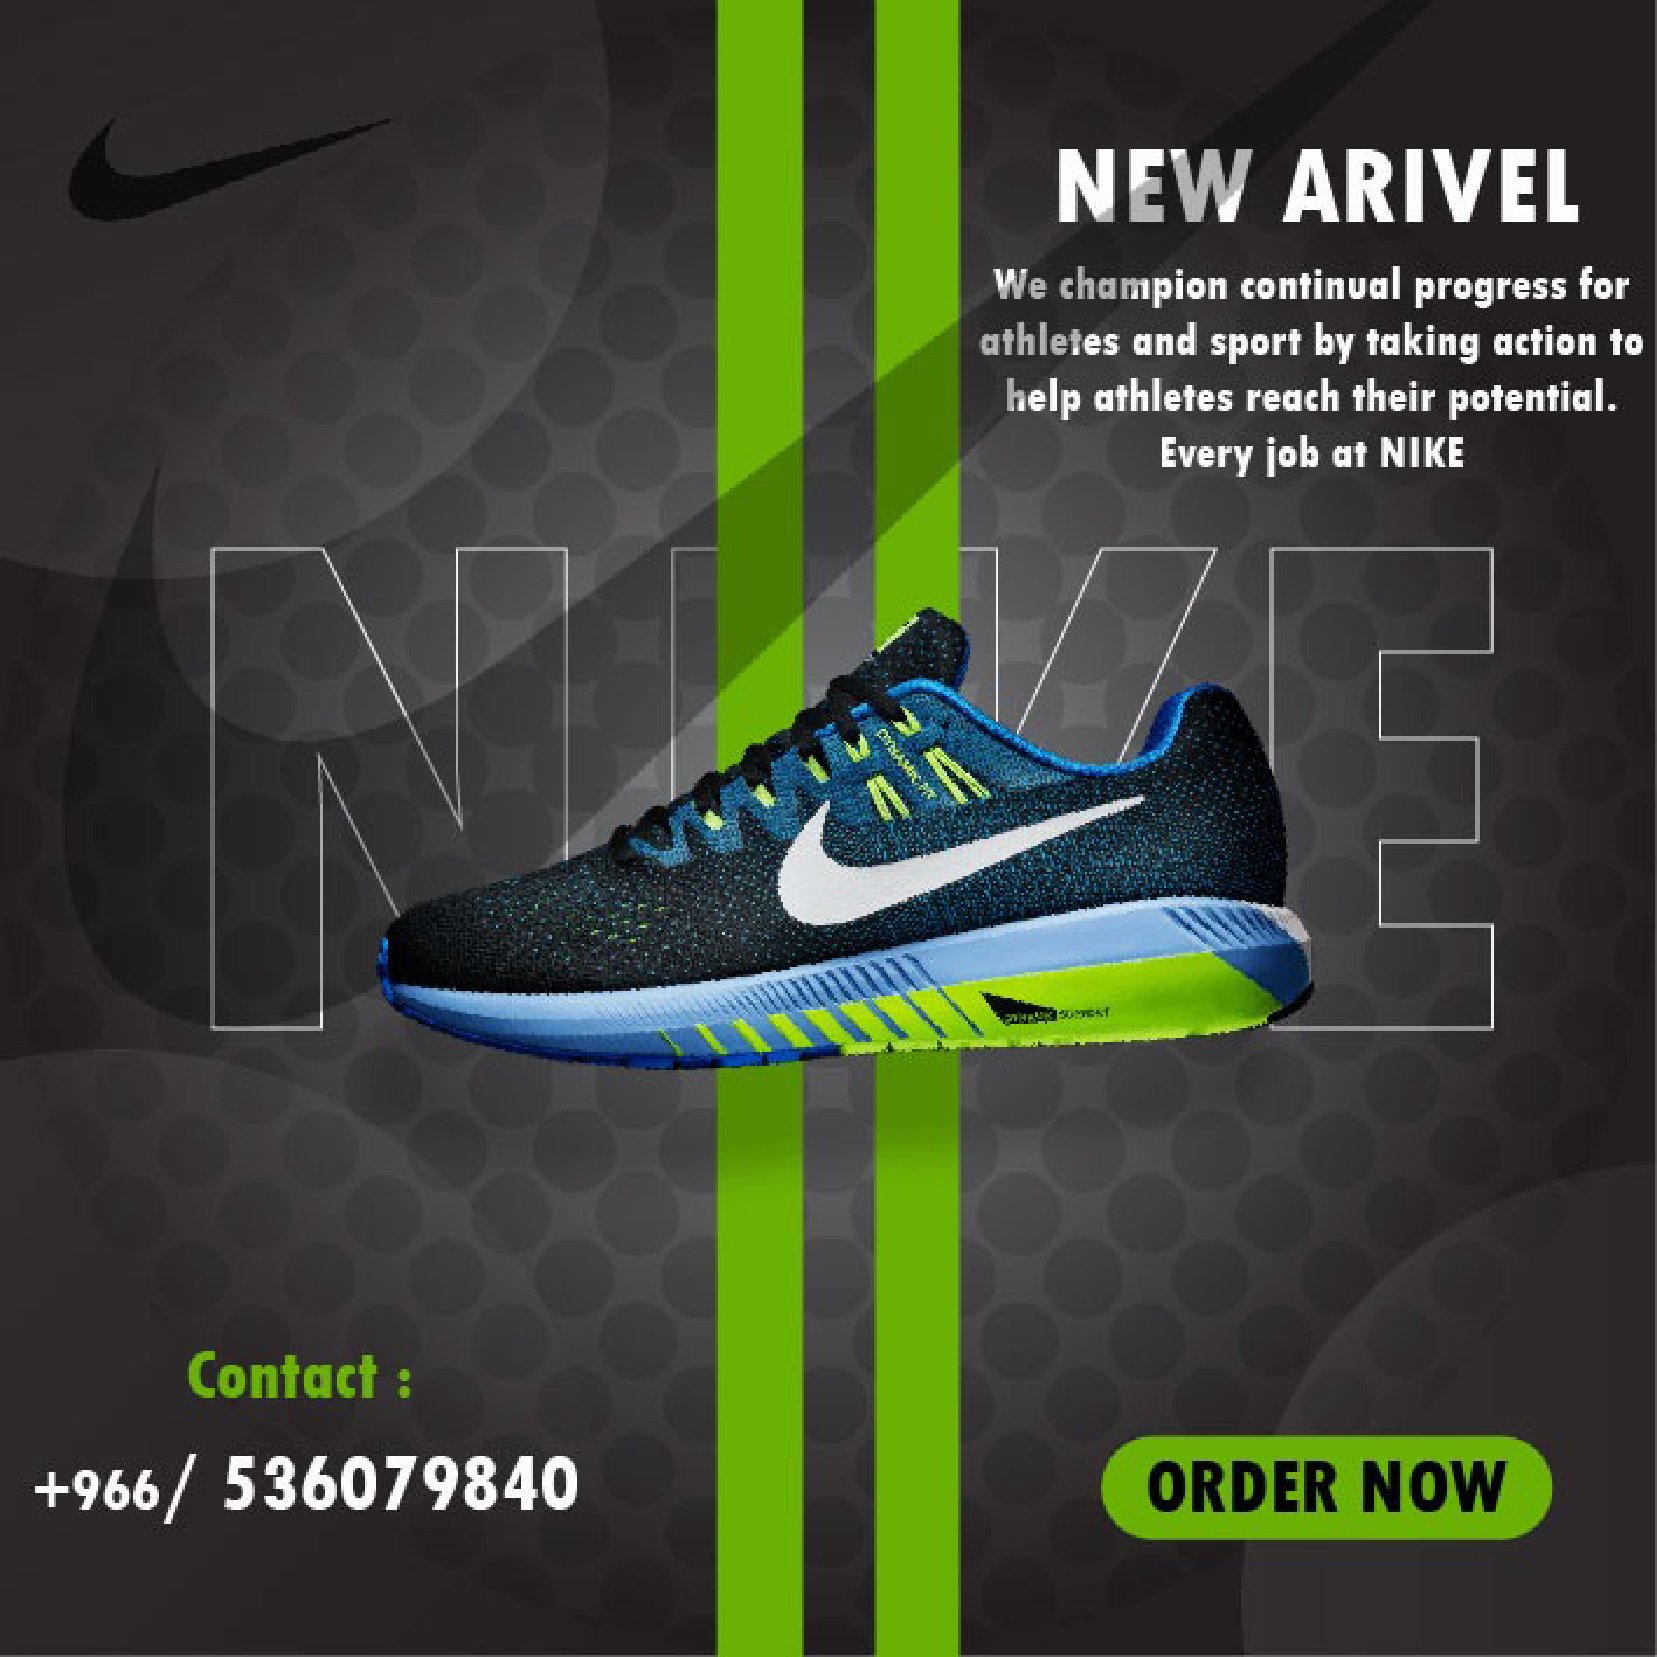 NEW ARIVEL
We champion continual progress for
athletes and sport by taking action to
help athletes reach their potential.
Every job at NIKE
NIKE
Contact :
+966/ 536079840
ORDER NOW